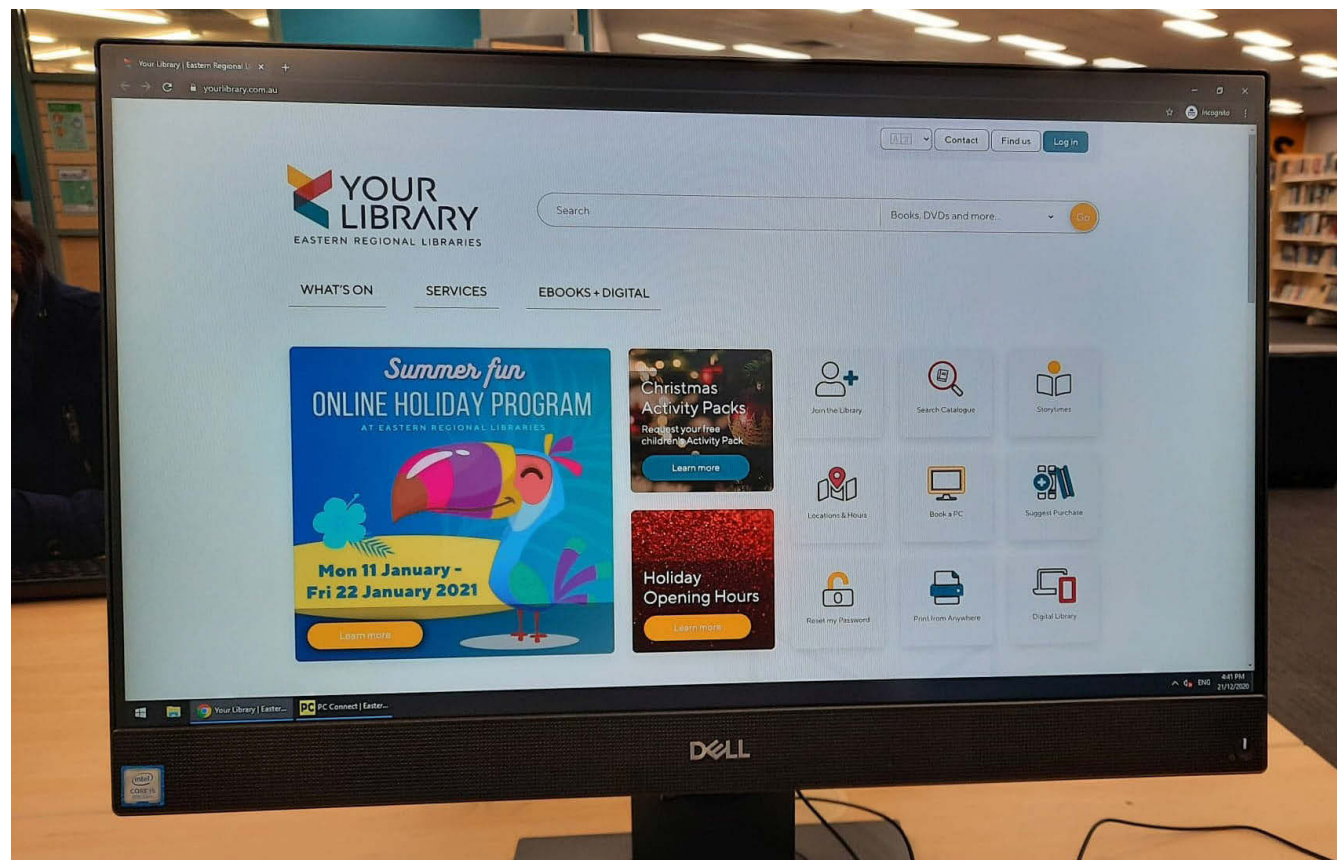 Your Library | Eastern Regional Li
yourlibrary.com.au
Incognito
Contact
Find us
Log in
YOUR
LIBRARY
EASTERN REGIONAL LIBRARIES
Search
Books, DVDs and more...
Go
WHAT'S ON
SERVICES
EBOOKS + DIGITAL
Summer fun
ONLINE HOLIDAY PROGRAM
AT EASTERN REGIONAL LIBRARIES
Mon 11 January -
Fri 22 January 2021
Learn more
Christmas
Activity Packs
Request your free
children's Activity Pack
Learn more
Holiday
Opening Hours
Learn more
Join the Library
Search Catalogue
Storytimes
Locations & Hours
Book a PC
Suggest Purchase
Reset my Password
Print from Anywhere
Digital Library
Your Library | Easter...
PC
PC Connect | Easter...
ENG
4:41 PM
21/12/2020
DELL
intel
CORE i5